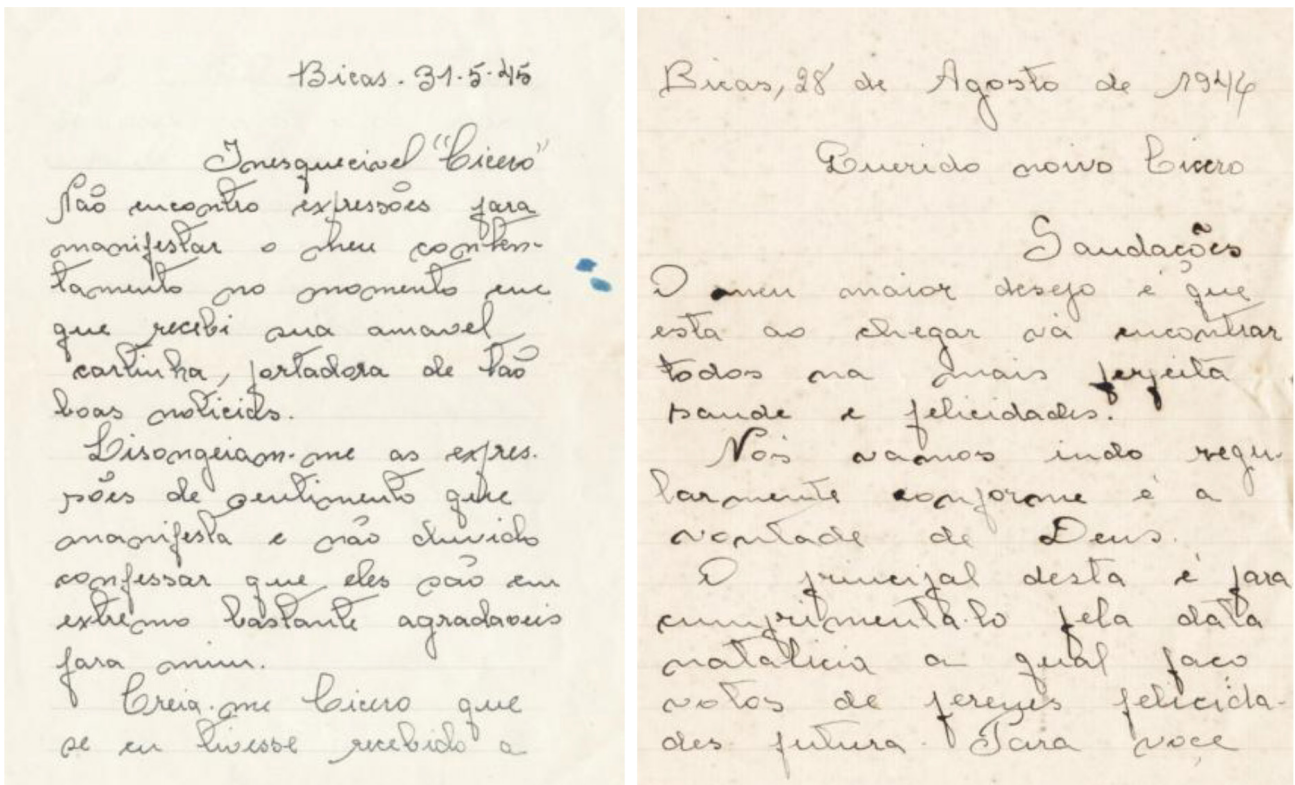 Bicas. 31.5.45
Inesquecivel "Cicero"
Não encontro expressões para
manifestar o meu conten-
tamento no momento em
que recebi sua amavel
cartinha, portadora de tão
boas noticias.
Lisongeiam-me as expres-
sões de sentimento que
manifesta e não duvido
confessar que eles são em
extremo bastante agradaveis
para mim.
Creia-me Cicero que
se eu tivesse recebido a
Bicas, 28 de Agosto de 1944
Querido noivo Cicero
Saudações
O meu maior desejo é que
esta ao chegar vá encontrar
todos na mais perfeita
saude e felicidades.
Nós vamos indo regu-
larmente conforme é a
vontade de Deus.
O principal desta é para
cumprimenta-lo pela data
natalicia a qual faço
votos de perenes felicida-
des futura. Para você